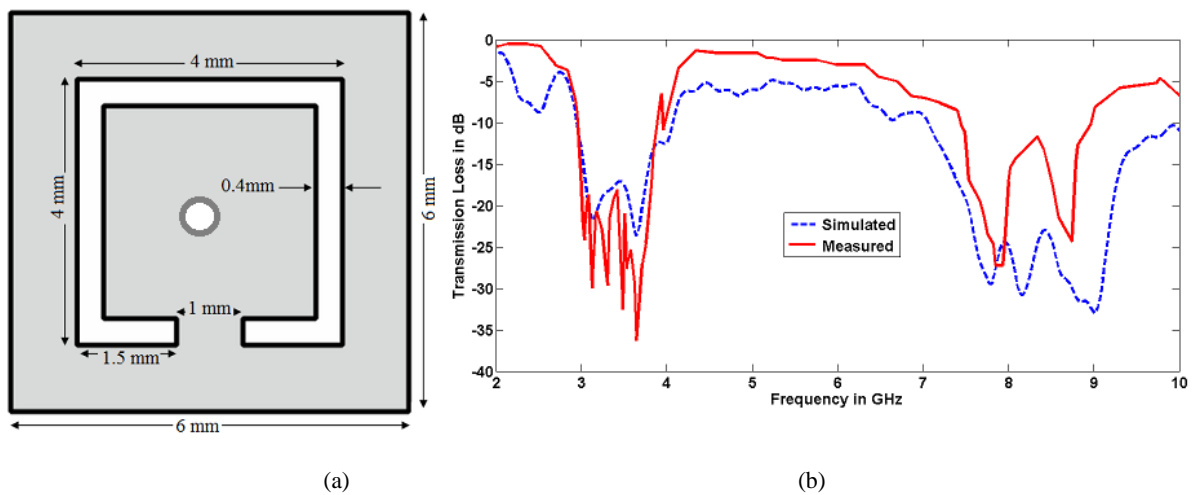 4 mm
4 mm
0.4mm
6 mm
1 mm
1.5 mm
6 mm
(a)
0
-5
-10
-15
-20
-25
-30
-35
-40
Transmission Loss in dB
Simulated
Measured
2 3 4 5 6 7 8 9 10
Frequency in GHz
(b)